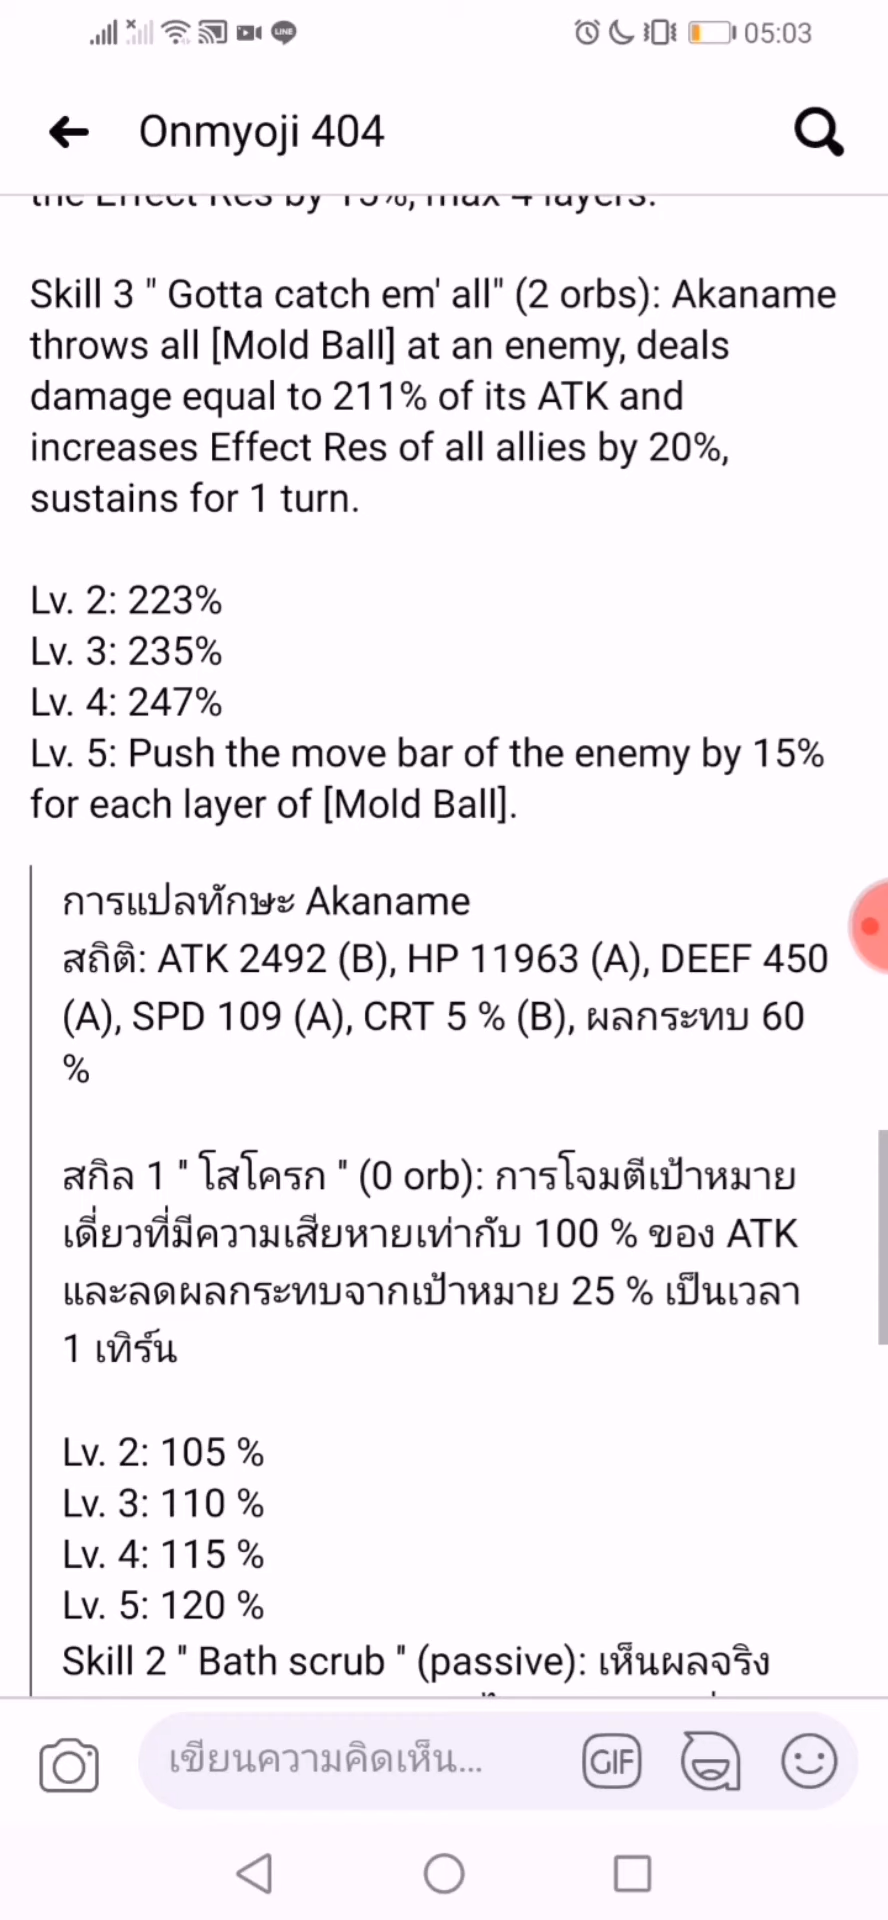 LINE
05:03
Onmyoji 404
the Effect Res by 15%, max 4 layers.
Skill 3 " Gotta catch em' all" (2 orbs): Akaname
throws all [Mold Ball] at an enemy, deals
damage equal to 211% of its ATK and
increases Effect Res of all allies by 20%,
sustains for 1 turn.
Lv. 2: 223%
Lv. 3: 235%
Lv. 4: 247%
Lv. 5: Push the move bar of the enemy by 15%
for each layer of [Mold Ball].
การแปลทักษะ Akaname
สถิติ: ATK 2492 (B), HP 11963 (A), DEEF 450
(A), SPD 109 (A), CRT 5 % (B), ผลกระทบ 60
%
สกิล 1 " โสโครก " (0 orb): การโจมตีเป้าหมาย
เดี่ยวที่มีความเสียหายเท่ากับ 100 % ของ ATK
และลดผลกระทบจากเป้าหมาย 25 % เป็นเวลา
1 เทิร์น
Lv. 2: 105 %
Lv. 3: 110 %
Lv. 4: 115 %
Lv. 5: 120 %
Skill 2 " Bath scrub " (passive): เห็นผลจริง
เขียนความคิดเห็น...
GIF